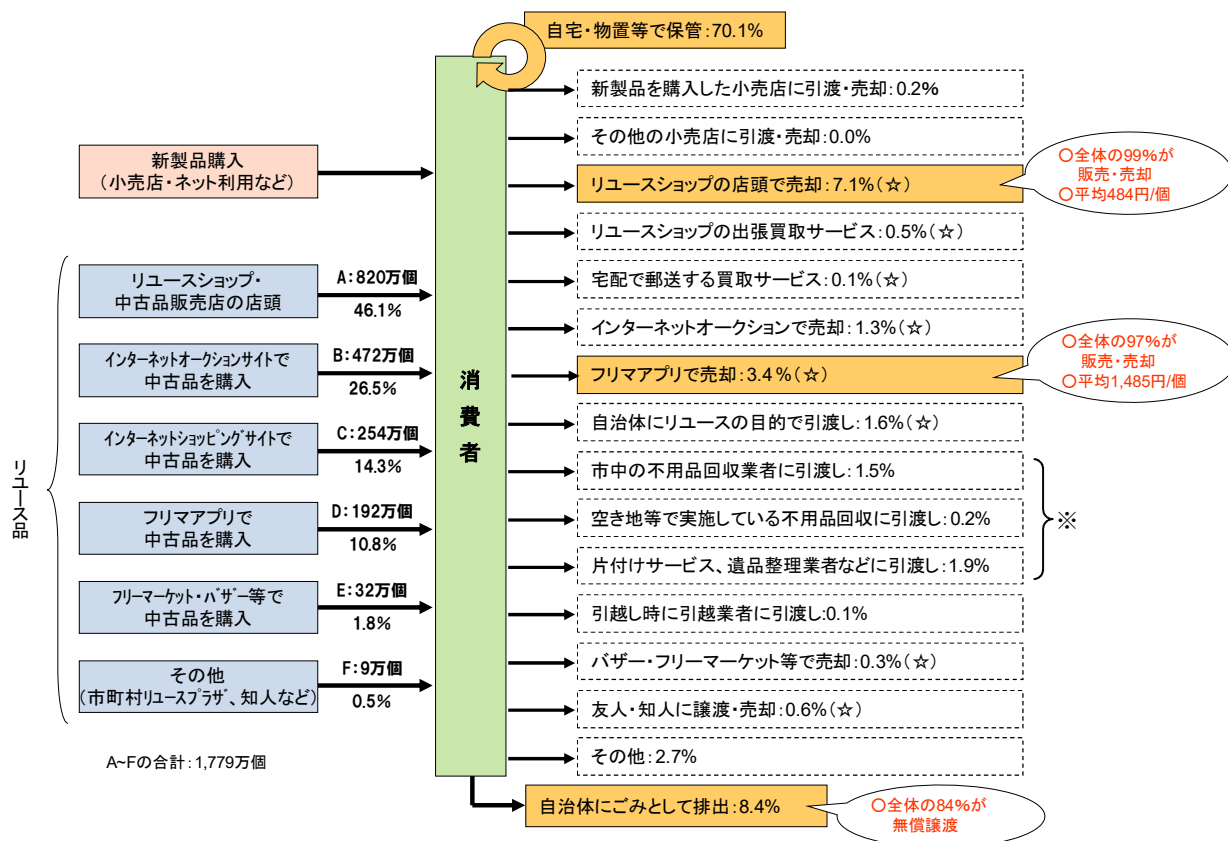 自宅・物置等で保管:70.1%
新製品を購入した小売店に引渡・売却:0.2%
その他の小売店に引渡・売却:0.0%
新製品購入
(小売店・ネット利用など)
リユースショップの店頭で売却:7.1%(☆)
〇全体の99%が
販売・売却
〇平均484円/個
リユースショップの出張買取サービス:0.5%(☆)
リユースショップ・
中古品販売店の店頭
A:820万個
46.1%
宅配で郵送する買取サービス:0.1%(☆)
インターネットオークションで売却:1.3%(☆)
インターネットオークションサイトで
中古品を購入
B:472万個
26.5%
消費者
フリマアプリで売却:3.4%(☆)
〇全体の97%が
販売・売却
〇平均1,485円/個
自治体にリユースの目的で引渡し:1.6%(☆)
インターネットショッピングサイトで
中古品を購入
C:254万個
14.3%
市中の不用品回収業者に引渡し:1.5%
リユース品
フリマアプリで
中古品を購入
D:192万個
10.8%
空き地等で実施している不用品回収に引渡し:0.2%
※
片付けサービス、遺品整理業者などに引渡し:1.9%
フリーマーケット・バザー等で
中古品を購入
E:32万個
1.8%
引越し時に引越業者に引渡し:0.1%
バザー・フリーマーケット等で売却:0.3%(☆)
その他
(市町村リユースプラザ、知人など)
F:9万個
0.5%
友人・知人に譲渡・売却:0.6%(☆)
その他:2.7%
A~Fの合計:1,779万個
自治体にごみとして排出:8.4%
〇全体の84%が
無償譲渡